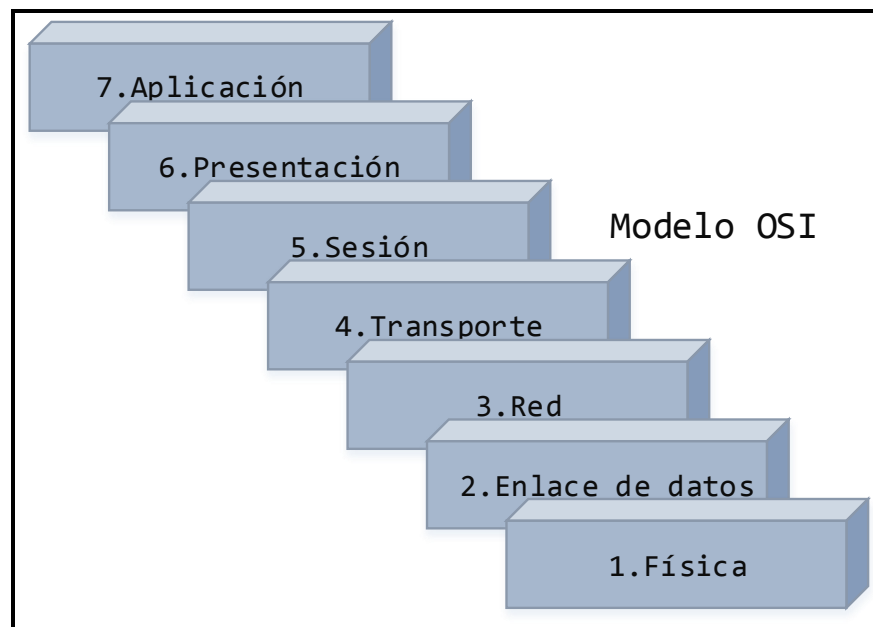 7.Aplicación
6.Presentación
5.Sesión
Modelo OSI
4.Transporte
3.Red
2.Enlace de datos
1.Física